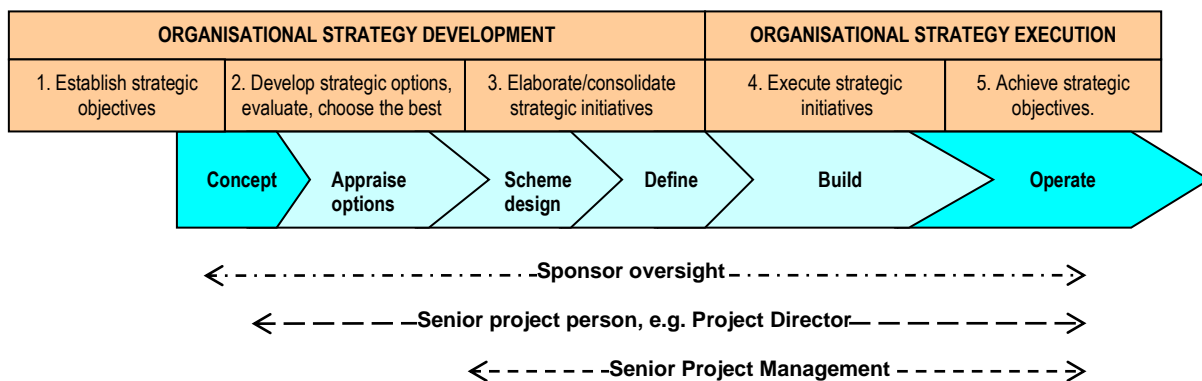 ORGANISATIONAL STRATEGY DEVELOPMENT
ORGANISATIONAL STRATEGY EXECUTION
1. Establish strategic
objectives
2. Develop strategic options,
evaluate, choose the best
3. Elaborate/consolidate
strategic initiatives
4. Execute strategic
initiatives
5. Achieve strategic
objectives.
Concept
Appraise
options
Scheme
design
Define
Build
Operate
Sponsor oversight
Senior project person, e.g. Project Director
Senior Project Management